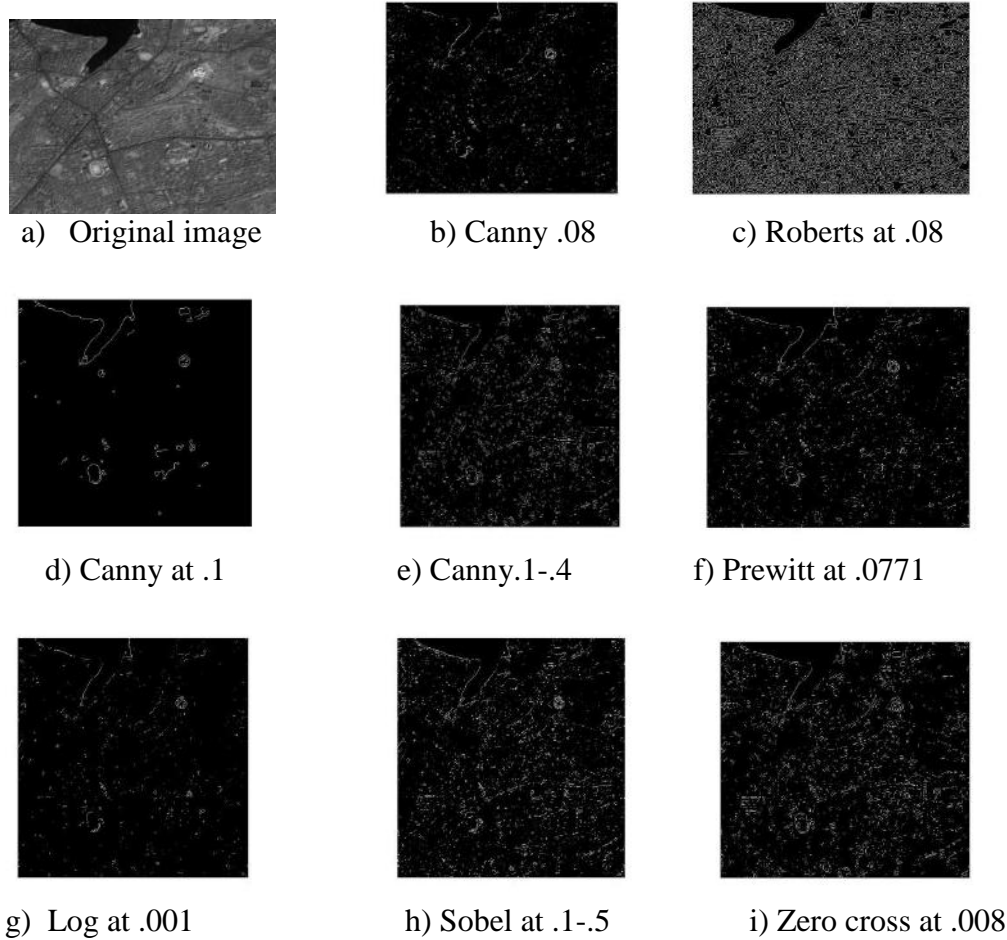 a) Original image
b) Canny .08
c) Roberts at .08
d) Canny at .1
e) Canny.1-.4
f) Prewitt at .0771
g) Log at .001
h) Sobel at .1-.5
i) Zero cross at .008